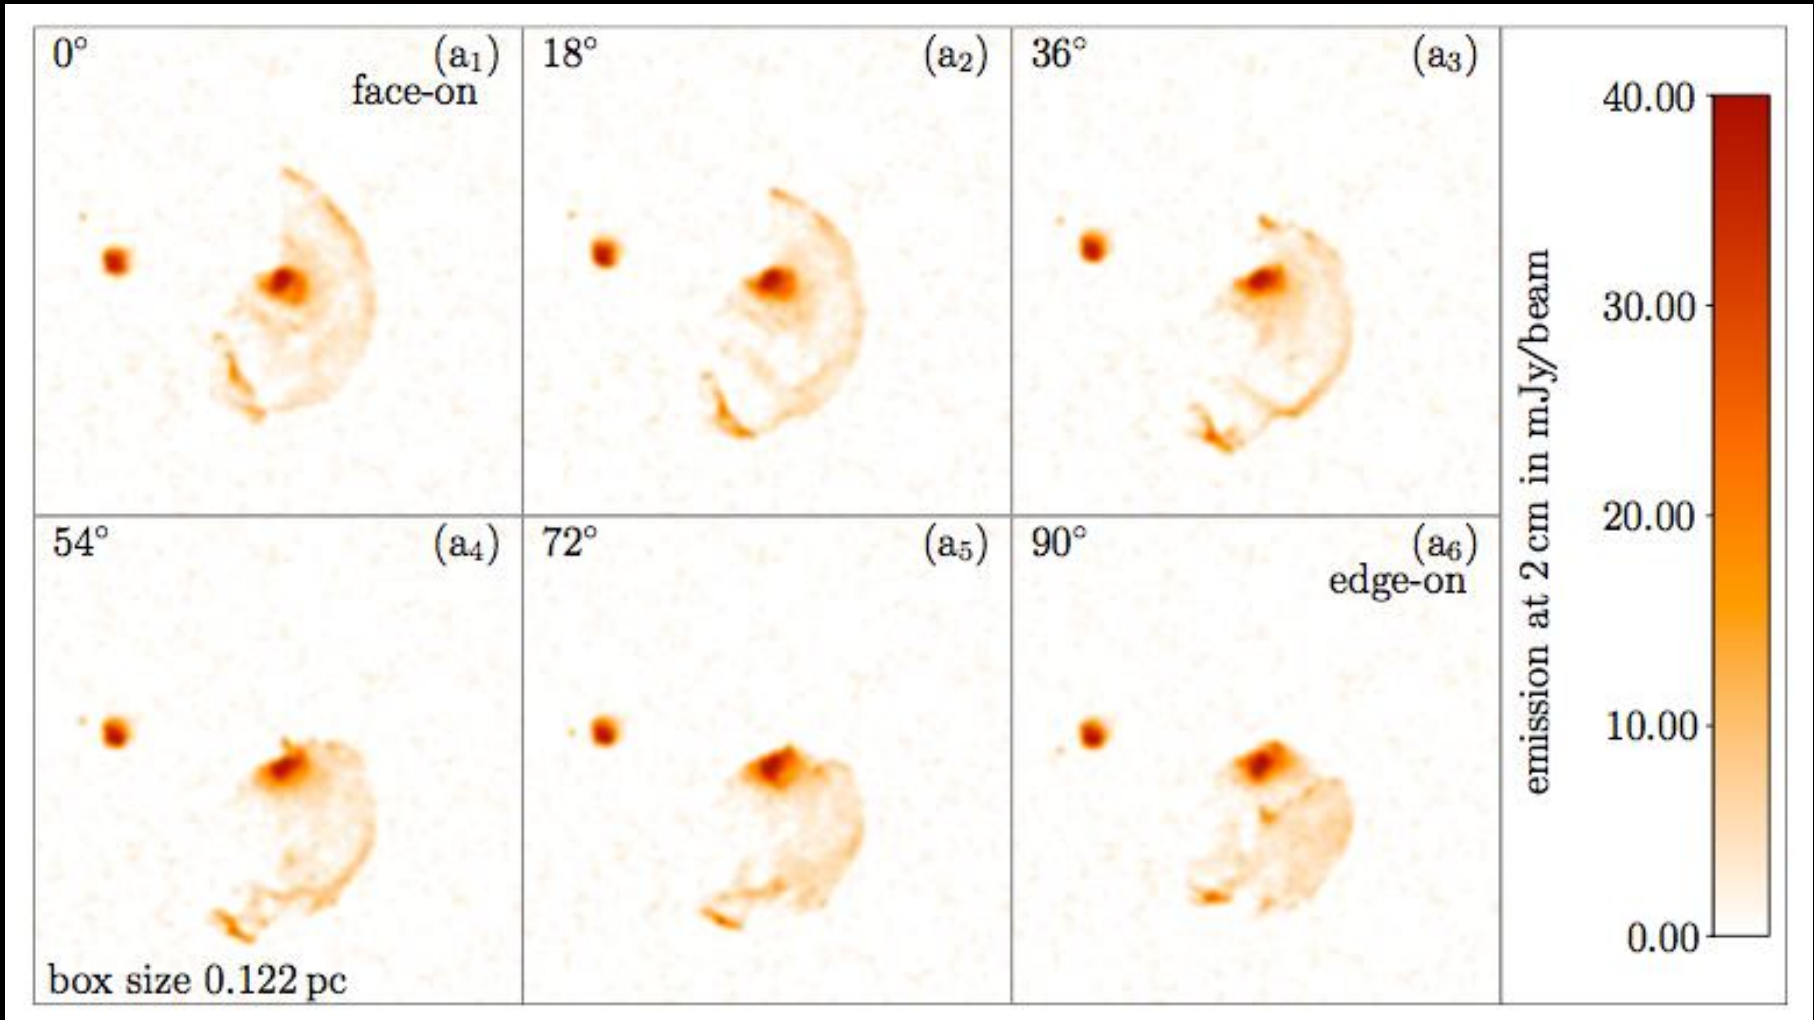 0° (a₁)
face-on
18° (a₂)
36° (a₃)
54° (a₄)
box size 0.122 pc
72° (a₅)
90° (a₆)
edge-on
40.00
30.00
20.00
10.00
0.00
emission at 2 cm in mJy/beam